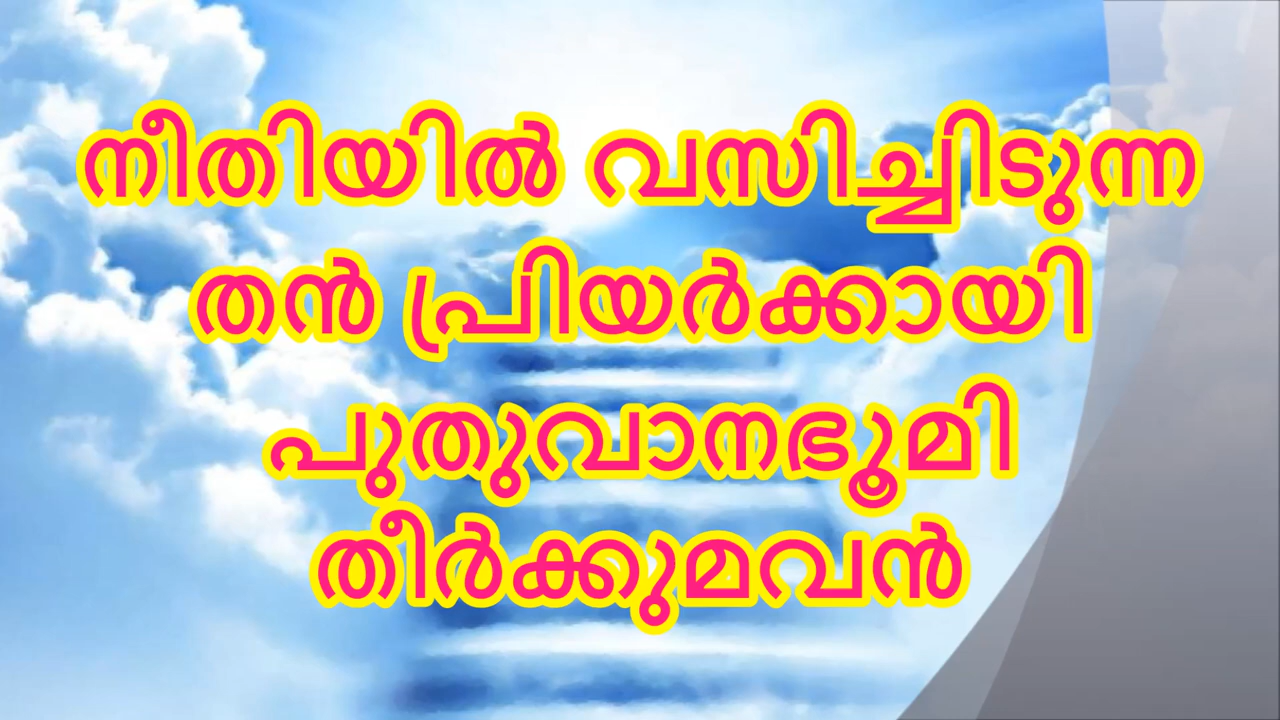 നീതിയിൽ വസിച്ചിടുന്ന
തൻ പ്രിയർക്കായി
പുതുവാനഭൂമി
തീർക്കുമവൻ